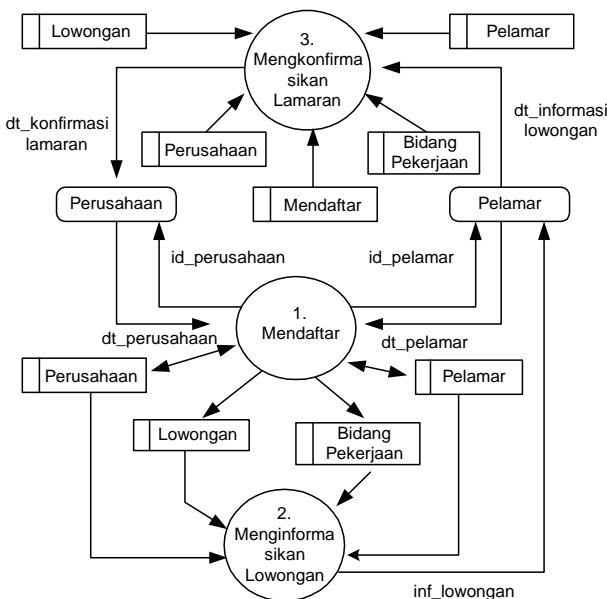 Lowongan
3.
Mengkonfirma
sikan
Lamaran
Pelamar
dt_konfirmasi
lamaran
dt_informasi
lowongan
Perusahaan
Bidang
Pekerjaan
Mendaftar
Perusahaan
Pelamar
id_perusahaan
id_pelamar
1.
Mendaftar
dt_perusahaan
dt_pelamar
Perusahaan
Pelamar
Lowongan
Bidang
Pekerjaan
2.
Menginforma
sikan
Lowongan
inf_lowongan